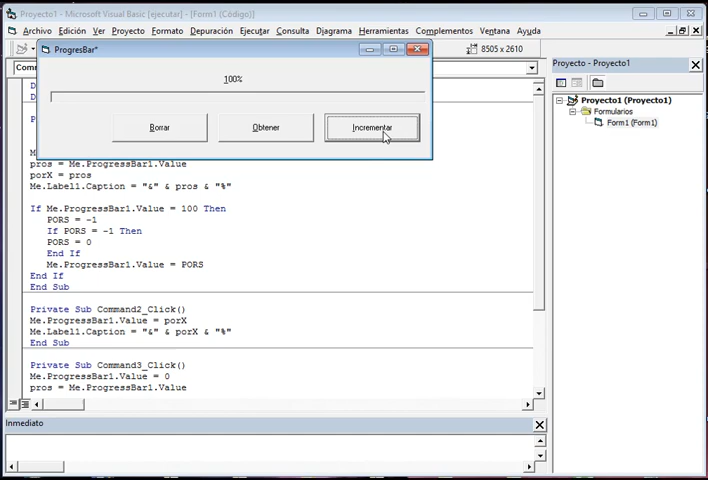 Proyecto1 - Microsoft Visual Basic [ejecutar] - [Form1 (Código)]
Archivo Edición Ver Proyecto Formato Depuración Ejecutar Consulta Diagrama Herramientas Complementos Ventana Ayuda
ProgresBar*
8505 x 2610
100%
Borrar Obtener Incrementar
Proyecto - Proyecto1
Proyecto1 (Proyecto1)
Formularios
Form1 (Form1)
Com
D
D
P
M
pros = Me.ProgressBar1.Value
porX = pros
Me.Label1.Caption = "&" & pros & "%"
If Me.ProgressBar1.Value = 100 Then
PORS = -1
If PORS = -1 Then
PORS = 0
End If
Me.ProgressBar1.Value = PORS
End If
End Sub
Private Sub Command2_Click()
Me.ProgressBar1.Value = porX
Me.Label1.Caption = "&" & porX & "%"
End Sub
Private Sub Command3_Click()
Me.ProgressBar1.Value = 0
pros = Me.ProgressBar1.Value
Inmediato